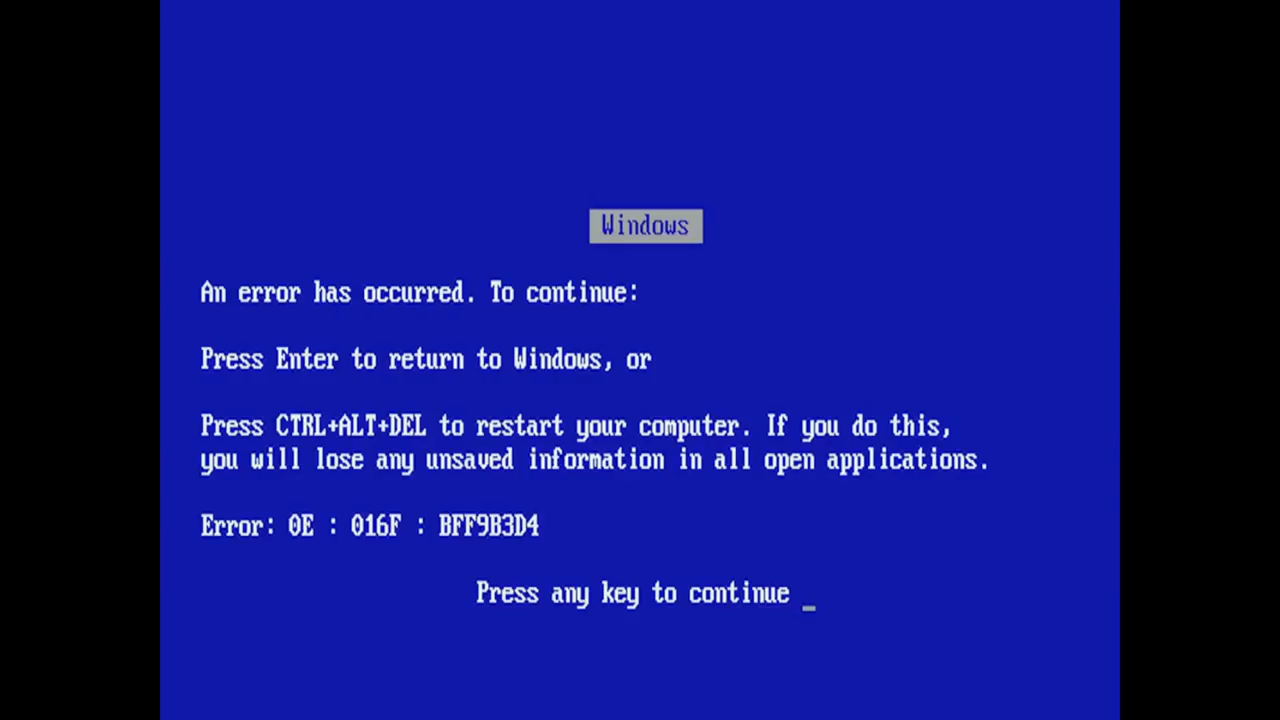 Windows
An error has occurred. To continue:
Press Enter to return to Windows, or
Press CTRL+ALT+DEL to restart your computer. If you do this,
you will lose any unsaved information in all open applications.
Error: 0E : 016F : BFF9B3D4
Press any key to continue _